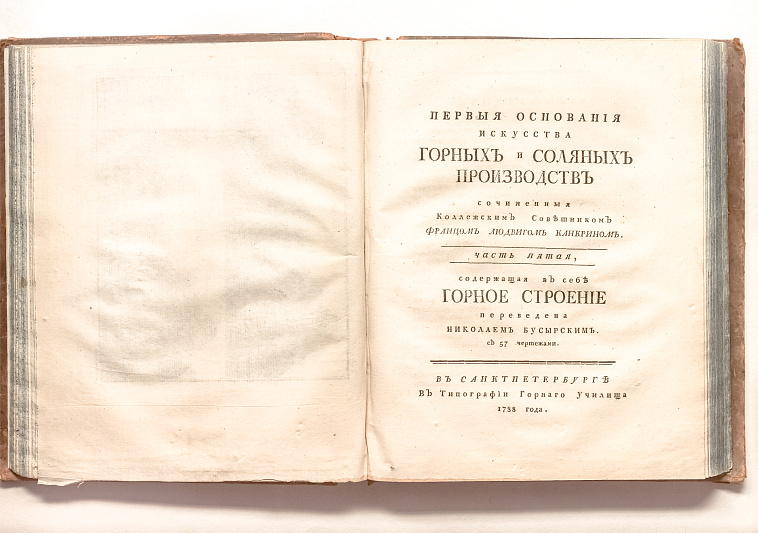 ПЕРВЫЯ ОСНОВАНІЯ
ИСКУССТВА
ГОРНЫХЪ И СОЛЯНЫХЪ
ПРОИЗВОДСТВЪ
сочиненныя
Коллежскимъ Совѣтникомъ
ФРАНЦОМЪ ЛЮДВИГОМЪ КАНКРИНОМЪ.
часть пятая,
содержащая въ себѣ
ГОРНОЕ СТРОЕНІЕ
переведена
НИКОЛАЕМЪ БУСЫРСКИМЪ.
съ 57 чертежами.
ВЪ САНКТПЕТЕРБУРГѢ
Въ Типографіи Горнаго Училища
1788 года.